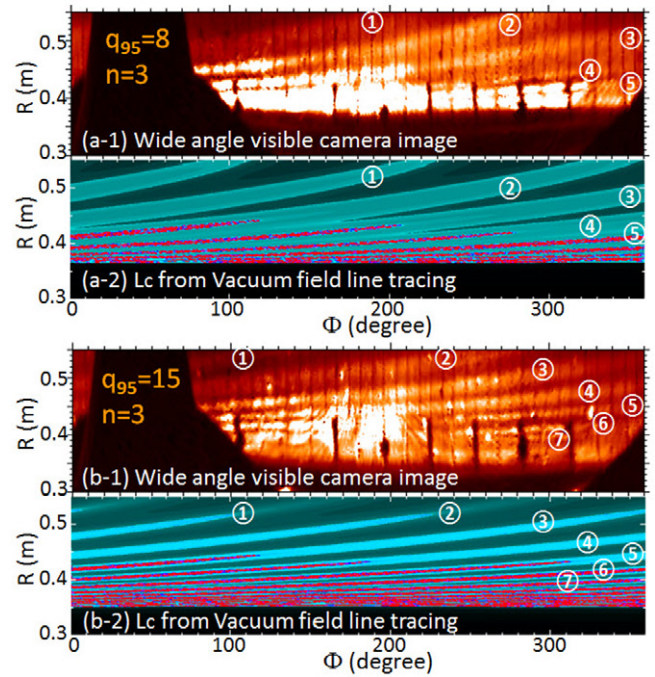 0.5
0.4
0.3
R (m)
q95=8
n=3
① ② ③ ④ ⑤
(a-1) Wide angle visible camera image
0.5
0.4
0.3
R (m)
① ② ③ ④ ⑤
(a-2) Lc from Vacuum field line tracing
0 100 200 300
Φ (degree)
0.5
0.4
0.3
R (m)
q95=15
n=3
① ② ③ ④ ⑤ ⑥ ⑦
(b-1) Wide angle visible camera image
0.5
0.4
0.3
R (m)
① ② ③ ④ ⑤ ⑥ ⑦
(b-2) Lc from Vacuum field line tracing
0 100 200 300
Φ (degree)